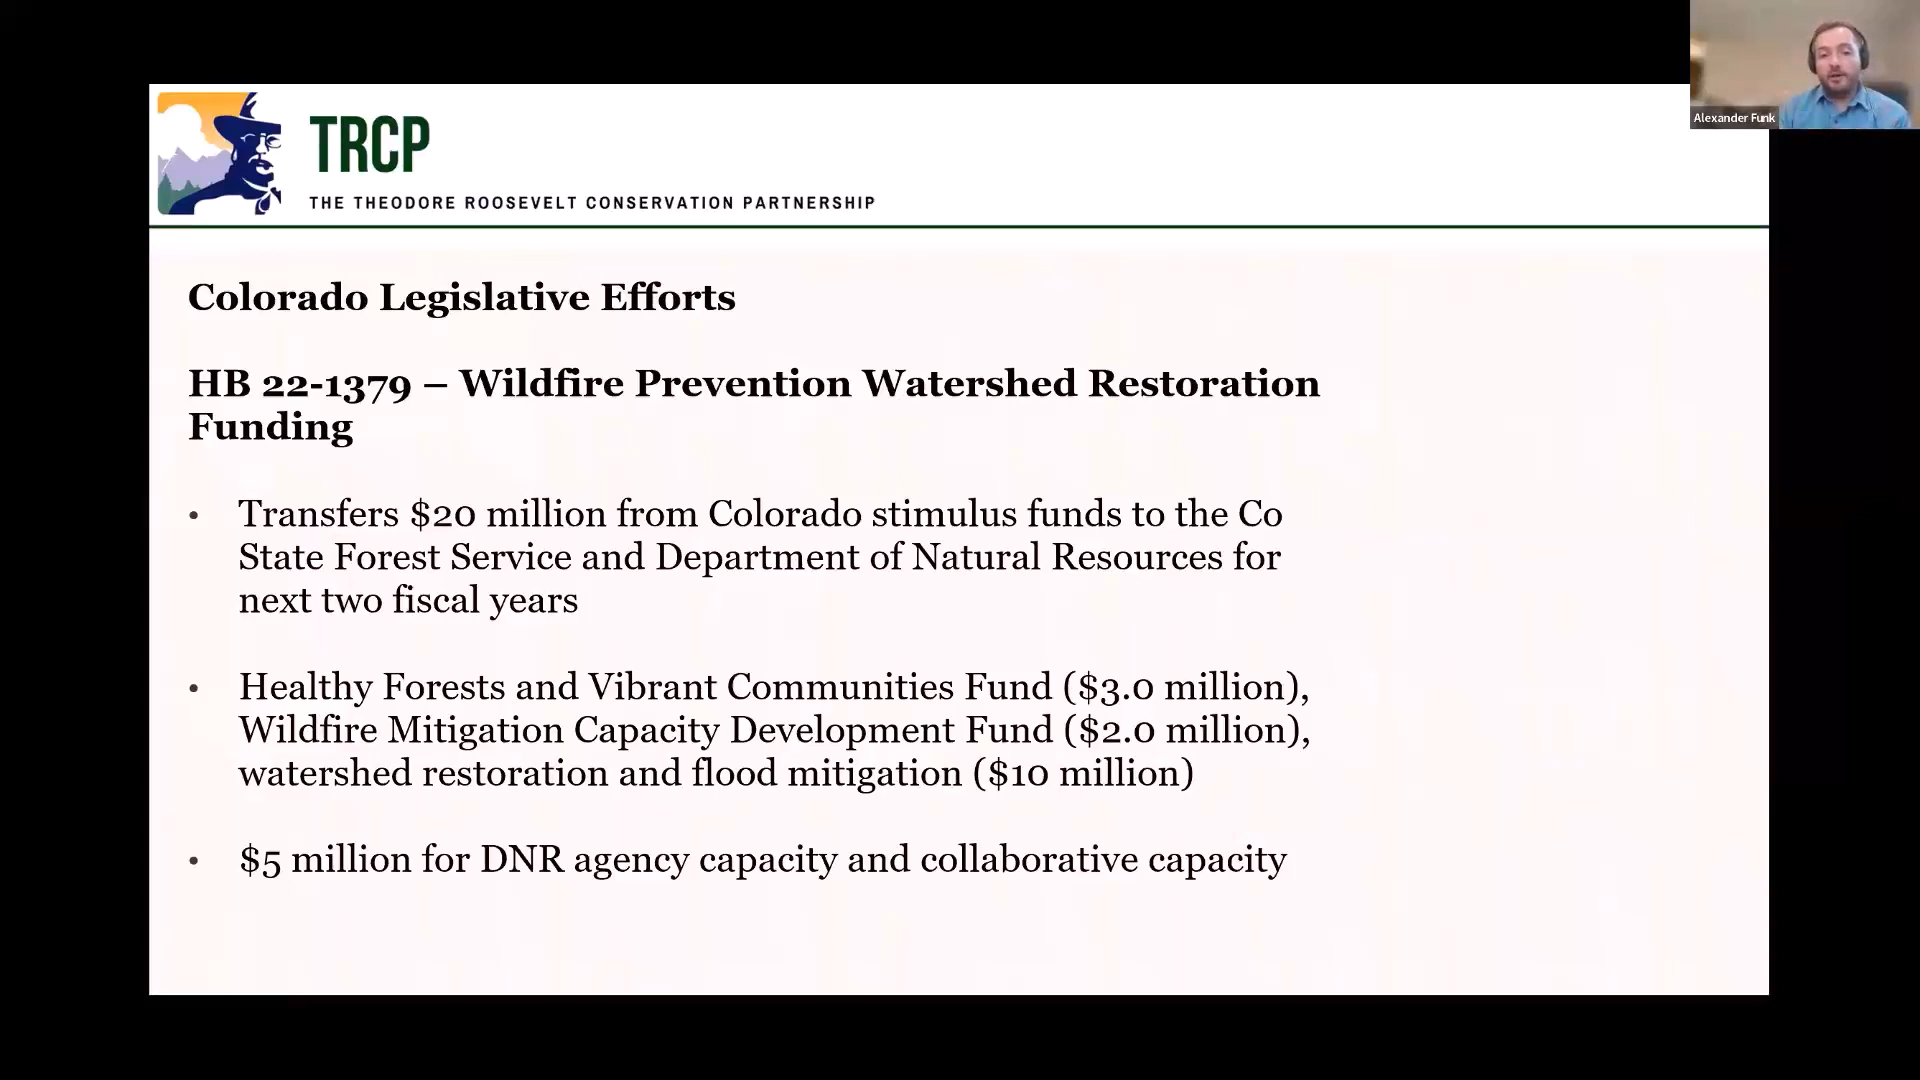 Alexander Funk
TRCP
THE THEODORE ROOSEVELT CONSERVATION PARTNERSHIP
Colorado Legislative Efforts
HB 22-1379 – Wildfire Prevention Watershed Restoration
Funding
• Transfers $20 million from Colorado stimulus funds to the Co
State Forest Service and Department of Natural Resources for
next two fiscal years
• Healthy Forests and Vibrant Communities Fund ($3.0 million),
Wildfire Mitigation Capacity Development Fund ($2.0 million),
watershed restoration and flood mitigation ($10 million)
• $5 million for DNR agency capacity and collaborative capacity